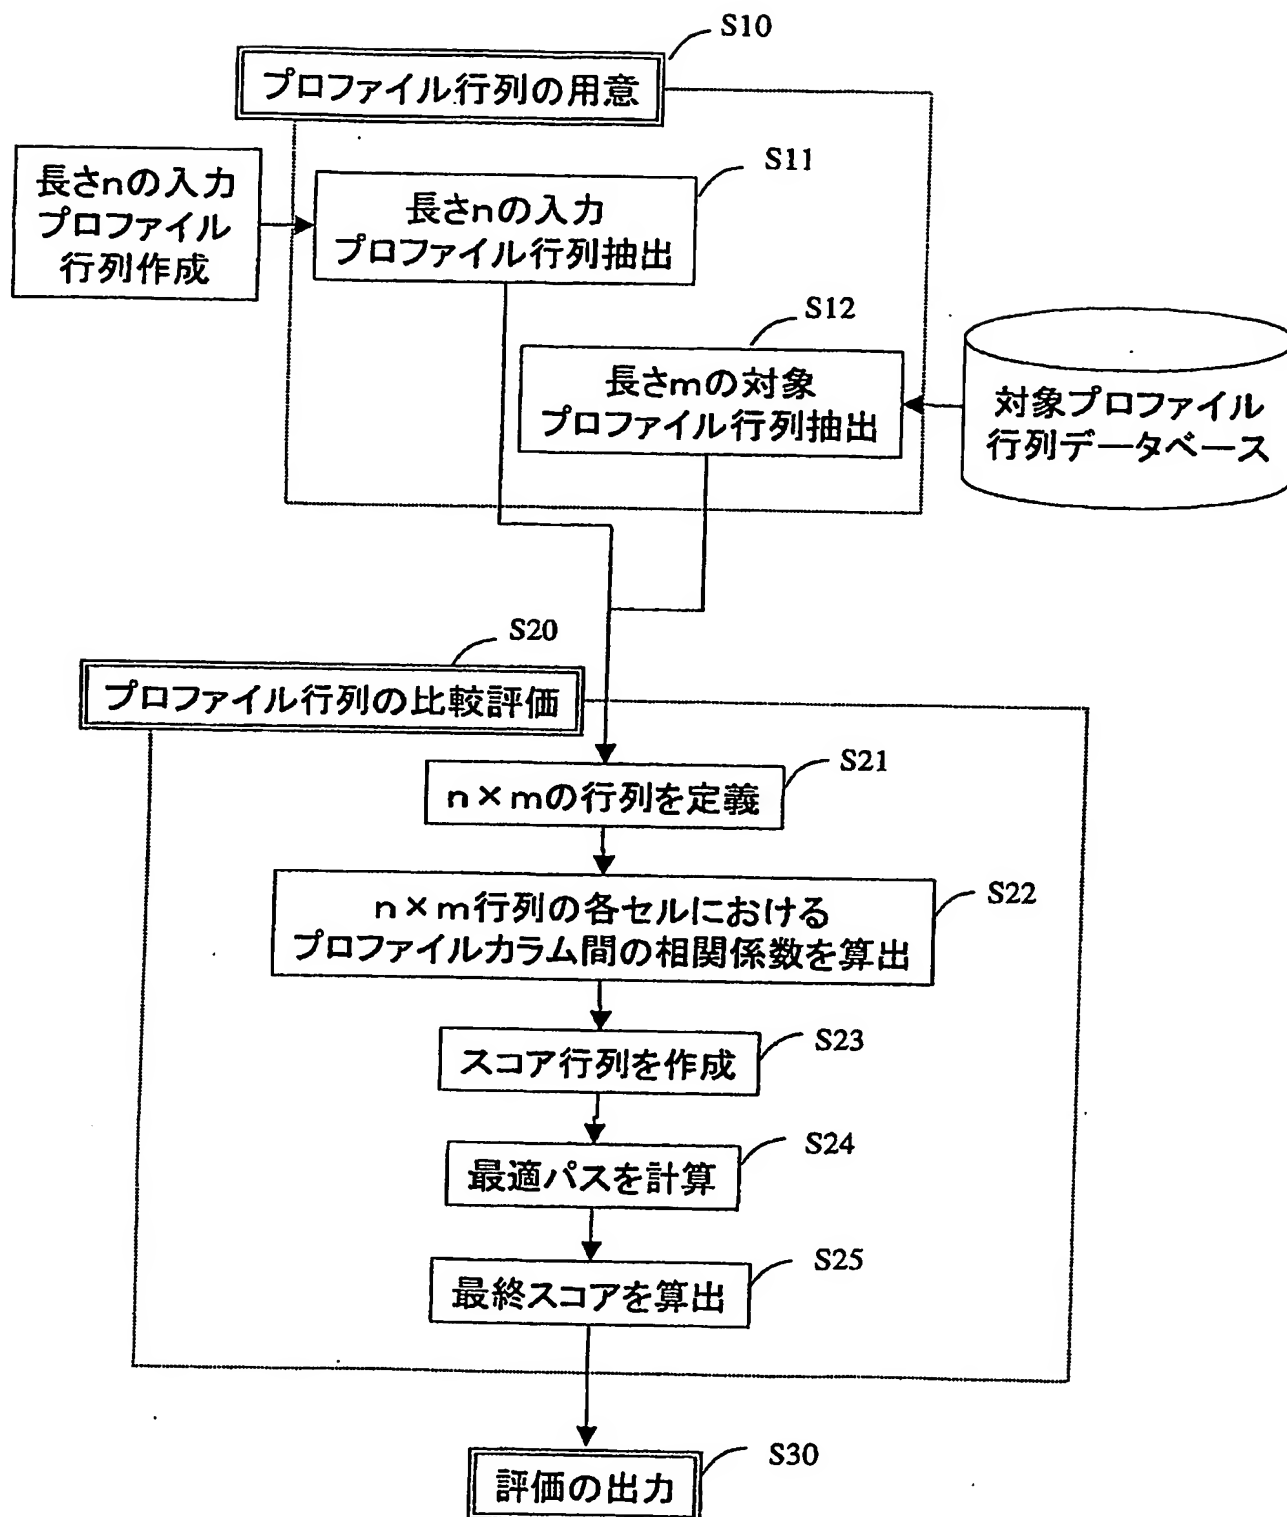 S10
プロファイル行列の用意
長さnの入力
プロファイル
行列作成
S11
長さnの入力
プロファイル行列抽出
S12
長さmの対象
プロファイル行列抽出
対象プロファイル
行列データベース
S20
プロファイル行列の比較評価
S21
n×mの行列を定義
S22
n×m行列の各セルにおける
プロファイルカラム間の相関係数を算出
S23
スコア行列を作成
S24
最適パスを計算
S25
最終スコアを算出
S30
評価の出力